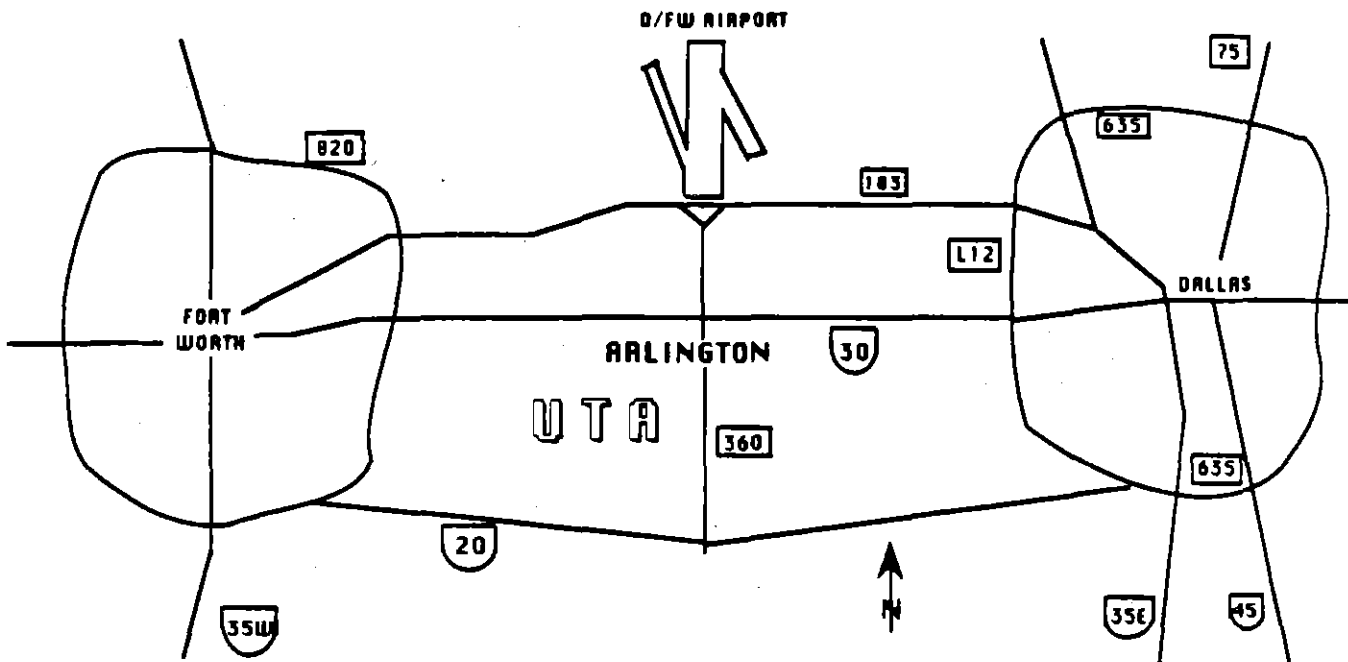 D/FW AIRPORT
75
635
820
183
L12
DALLAS
FORT
WORTH
ARLINGTON
30
UTA
360
635
20
N
35W
35E
45